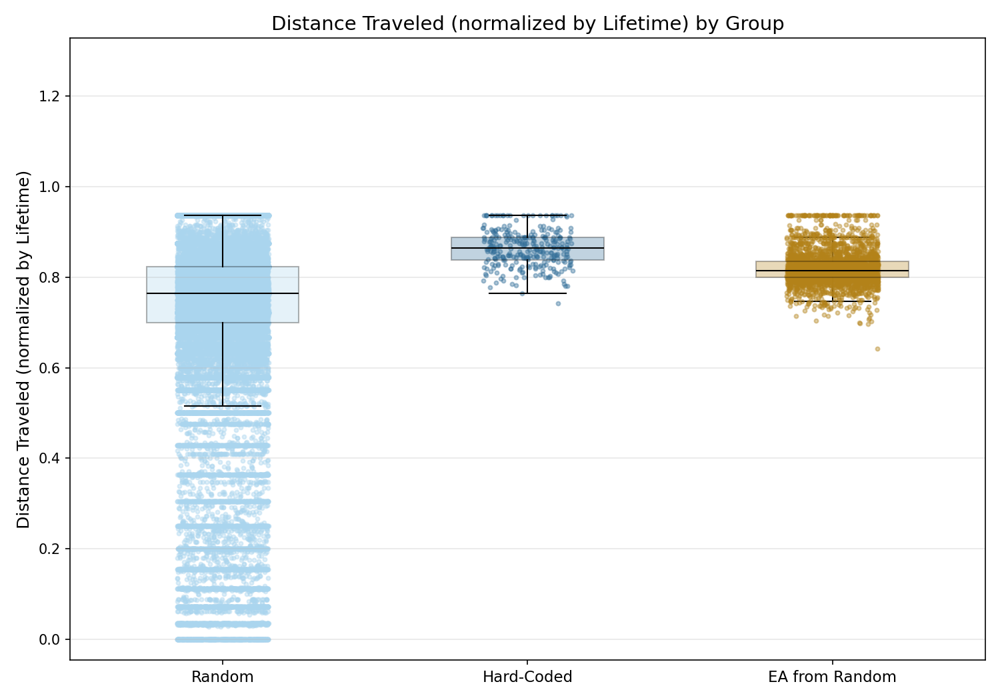 Distance Traveled (normalized by Lifetime) by Group
Distance Traveled (normalized by Lifetime)
1.2
1.0
0.8
0.6
0.4
0.2
0.0
Random
Hard-Coded
EA from Random